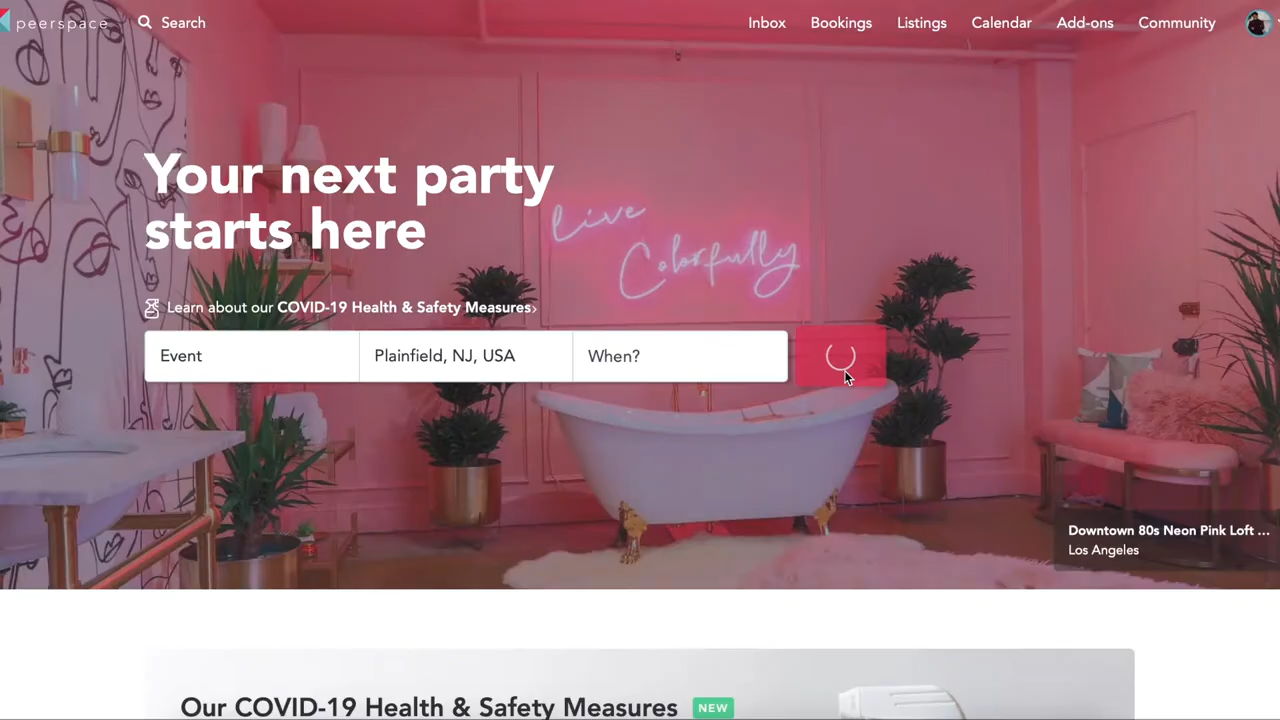 peerspace
Search
Inbox
Bookings
Listings
Calendar
Add-ons
Community
Your next party
starts here
Live
Colorfully
Learn about our COVID-19 Health & Safety Measures›
Event
Plainfield, NJ, USA
When?
Downtown 80s Neon Pink Loft ...
Los Angeles
Our COVID-19 Health & Safety Measures NEW